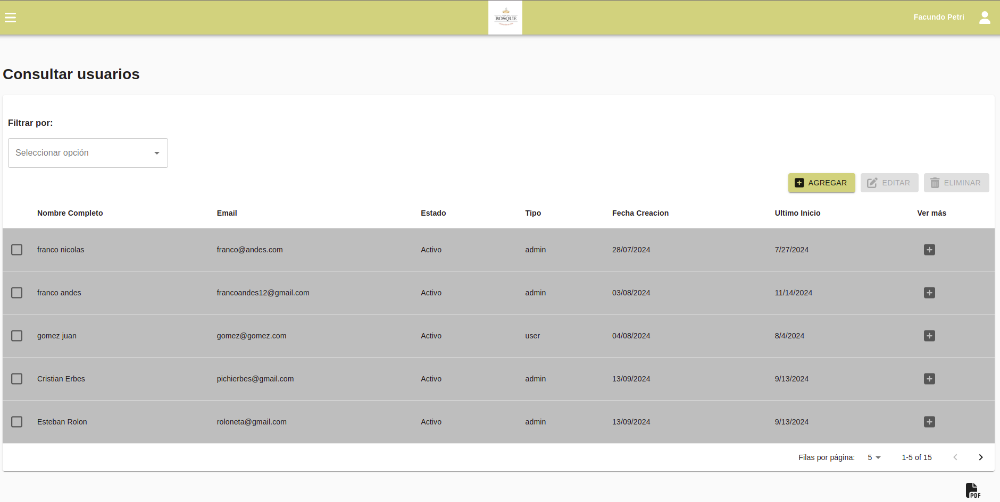 BOSQUE
Facundo Petri
Consultar usuarios
Filtrar por:
Seleccionar opción
AGREGAR EDITAR ELIMINAR
Nombre Completo Email Estado Tipo Fecha Creacion Ultimo Inicio Ver más
franco nicolas franco@andes.com Activo admin 28/07/2024 7/27/2024
franco andes francoandes12@gmail.com Activo admin 03/08/2024 11/14/2024
gomez juan gomez@gomez.com Activo user 04/08/2024 8/4/2024
Cristian Erbes pichierbes@gmail.com Activo admin 13/09/2024 9/13/2024
Esteban Rolon roloneta@gmail.com Activo admin 13/09/2024 9/13/2024
Filas por página: 5 1-5 of 15
PDF